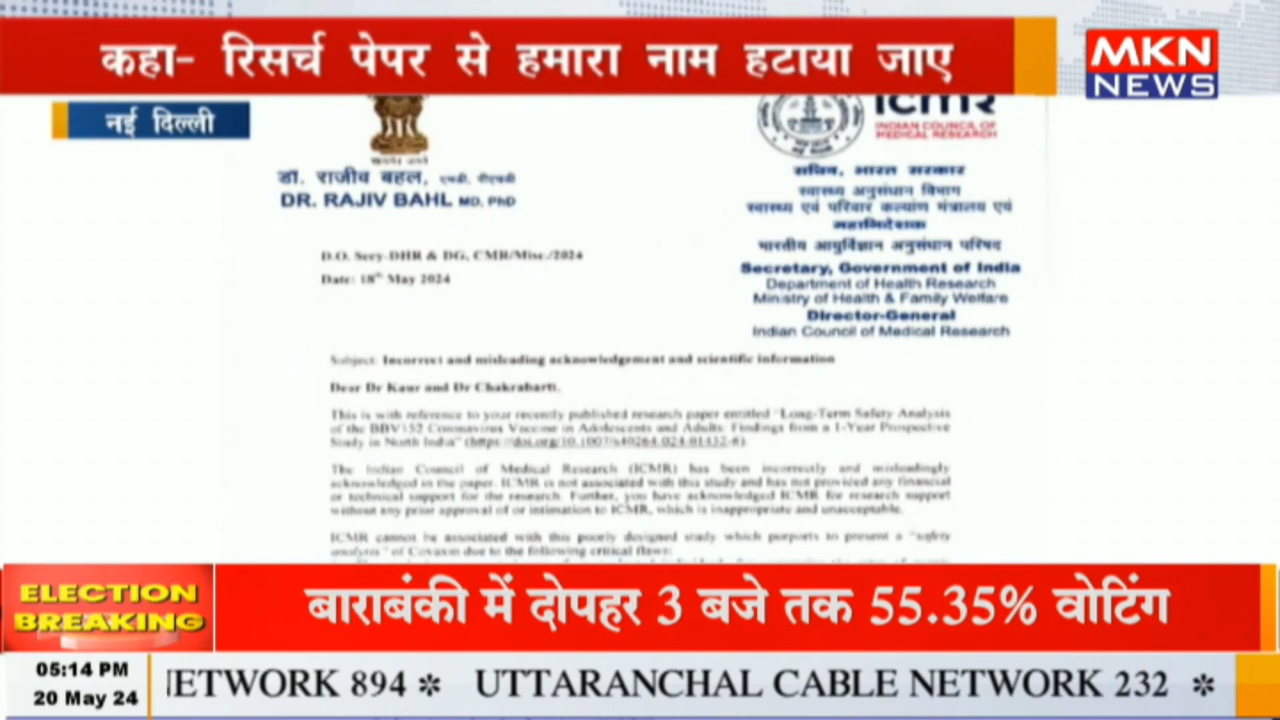 कहा- रिसर्च पेपर से हमारा नाम हटाया जाए
MKN
NEWS
नई दिल्ली
icmr
INDIAN COUNCIL OF
MEDICAL RESEARCH
डॉ. राजीव बहल, एमडी, पीएचडी
DR. RAJIV BAHL MD, PhD
सचिव, भारत सरकार
स्वास्थ्य अनुसंधान विभाग
स्वास्थ्य एवं परिवार कल्याण मंत्रालय एवं
महानिदेशक
भारतीय आयुर्विज्ञान अनुसंधान परिषद
Secretary, Government of India
Department of Health Research
Ministry of Health & Family Welfare
Director-General
Indian Council of Medical Research
D.O. Secy-DHR & DG, CMR/Misc./2024
Date: 18th May 2024
Subject: Incorrect and misleading acknowledgement and scientific information
Dear Dr Kaur and Dr Chakrabarti,
This is with reference to your recently published research paper entitled "Long-Term Safety Analysis
of the BBV152 Coronavirus Vaccine in Adolescents and Adults: Findings from a 1-Year Prospective
Study in North India" (https://doi.org/10.1007/s40264-024-01432-6).
The Indian Council of Medical Research (ICMR) has been incorrectly and misleadingly
acknowledged in the paper. ICMR is not associated with this study and has not provided any financial
or technical support for the research. Further, you have acknowledged ICMR for research support
without any prior approval of or intimation to ICMR, which is inappropriate and unacceptable.
ICMR cannot be associated with this poorly designed study which purports to present a "safety
analysis" of Covaxin due to the following critical flaws:
ELECTION
BREAKING
बाराबंकी में दोपहर 3 बजे तक 55.35% वोटिंग
05:14 PM
20 May 24
NETWORK 894 * UTTARANCHAL CABLE NETWORK 232 *